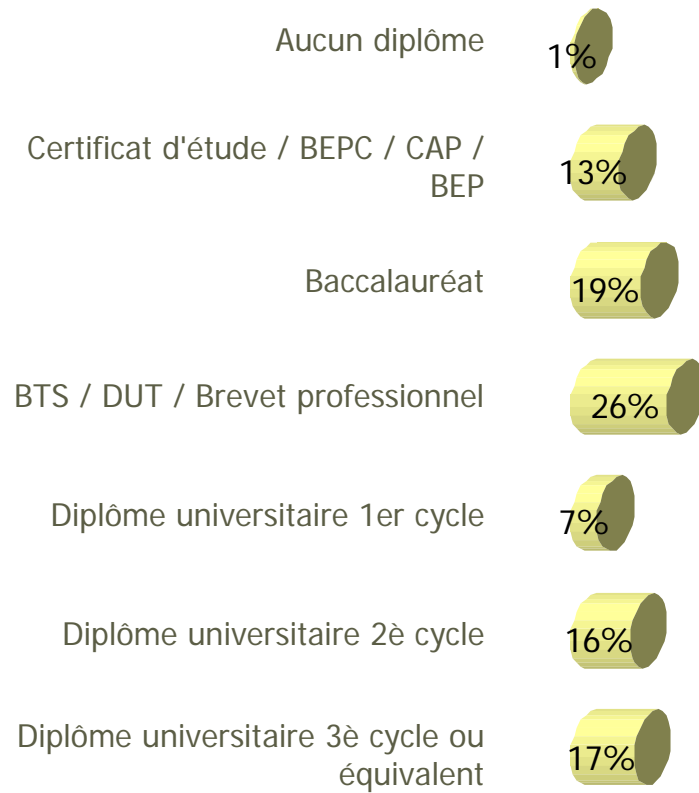 Aucun diplôme
1%
Certificat d'étude / BEPC / CAP /
BEP
13%
Baccalauréat
19%
BTS / DUT / Brevet professionnel
26%
Diplôme universitaire 1er cycle
7%
Diplôme universitaire 2è cycle
16%
Diplôme universitaire 3è cycle ou
équivalent
17%